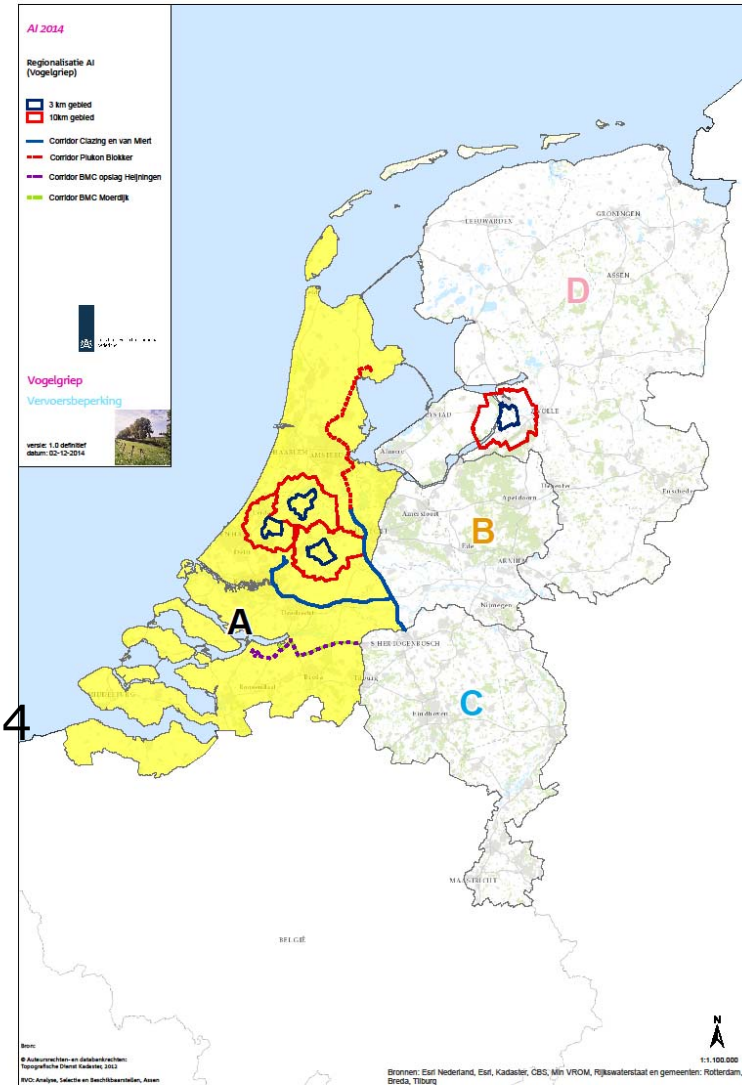 AI 2014
Regionalisatie AI
(Vogelgriep)
3 km gebied
10km gebied
Corridor Clazing en van Miert
Corridor Plukon Blokker
Corridor BMC opslag Heijningen
Corridor BMC Moerdijk
Vogelgriep
Vervoersbeperking
versie: 1.0 definitief
datum: 02-12-2014
LEEUWARDEN
GRONINGEN
ASSEN
D
ZWOLLE
HAARLEM
Almere
Deventer
Enschede
Apeldoorn
Amersfoort
B
Ede
ARNHEM
Nijmegen
A
Dordrecht
'S HERTOGENBOSCH
MIDDELBURG
Roosendaal
Breda
Tilburg
C
Eindhoven
4
MAASTRICHT
BELGIË
N
Bron:
© Auteursrechten- en databankrechten:
Topografische Dienst Kadaster, 2012
RVO: Analyse, Selectie en Beschikbaarstellen, Assen
1:1.100.000
Bronnen: Esri Nederland, Esri, Kadaster, CBS, Min VROM, Rijkswaterstaat en gemeenten: Rotterdam,
Breda, Tilburg